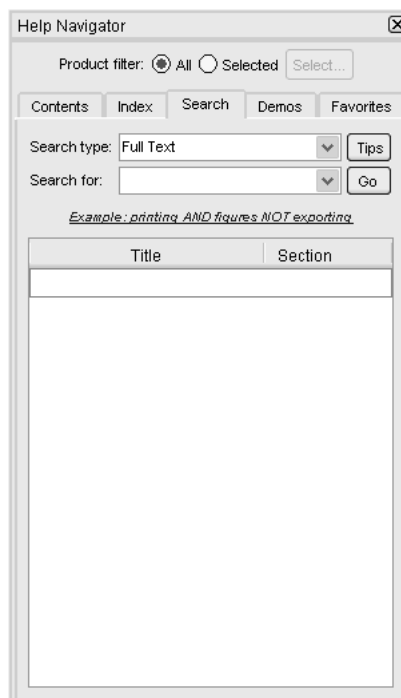 Help Navigator
Product filter: All Selected Select...
Contents Index Search Demos Favorites
Search type: Full Text Tips
Search for: Go
Example: printing AND figures NOT exporting
Title Section